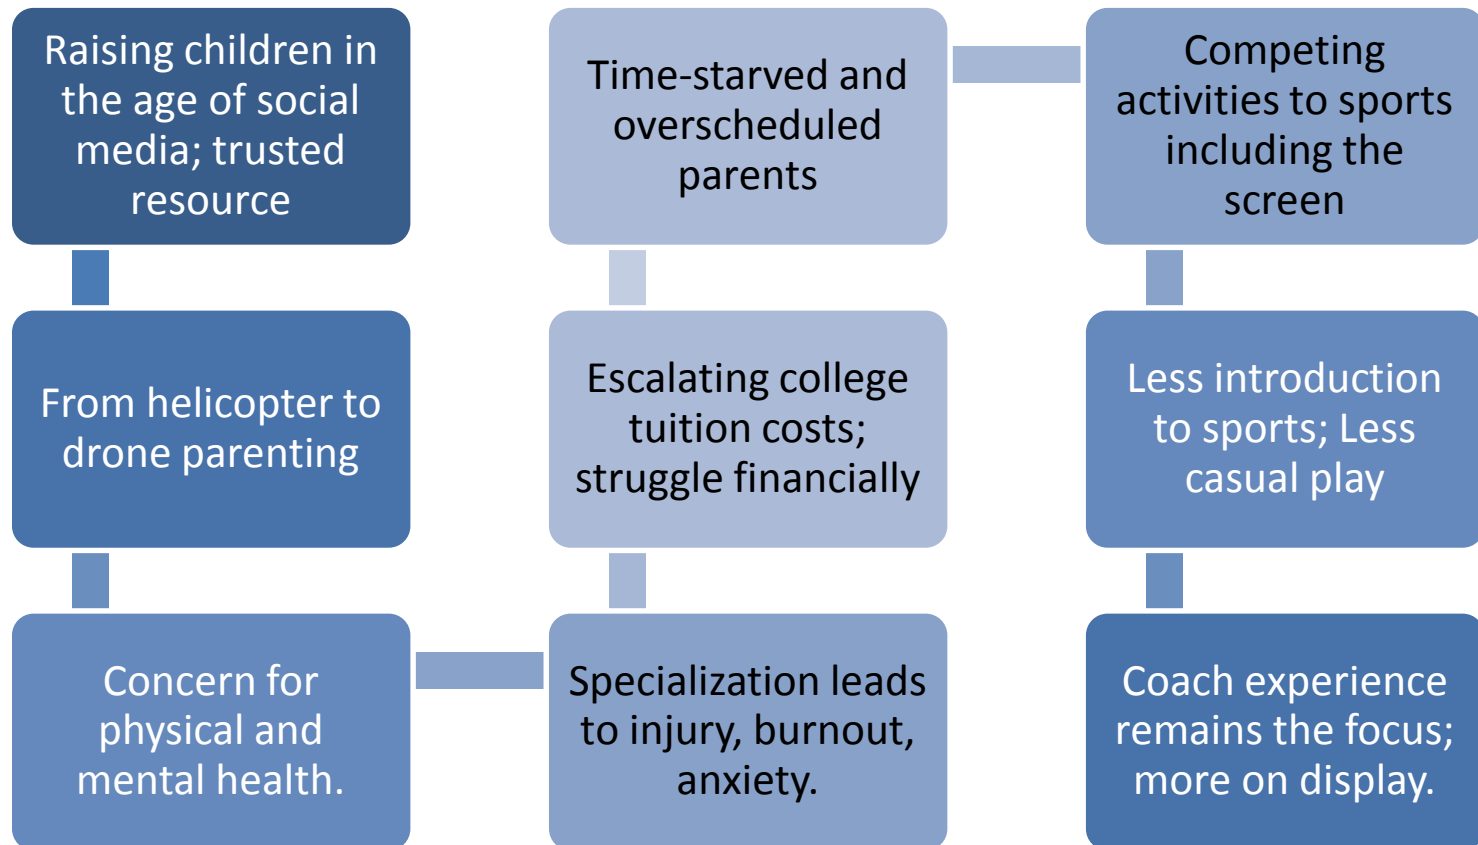 Raising children in
the age of social
media; trusted
resource
From helicopter to
drone parenting
Concern for
physical and
mental health.
Specialization leads
to injury, burnout,
anxiety.
Escalating college
tuition costs;
struggle financially
Time-starved and
overscheduled
parents
Competing
activities to sports
including the
screen
Less introduction
to sports; Less
casual play
Coach experience
remains the focus;
more on display.